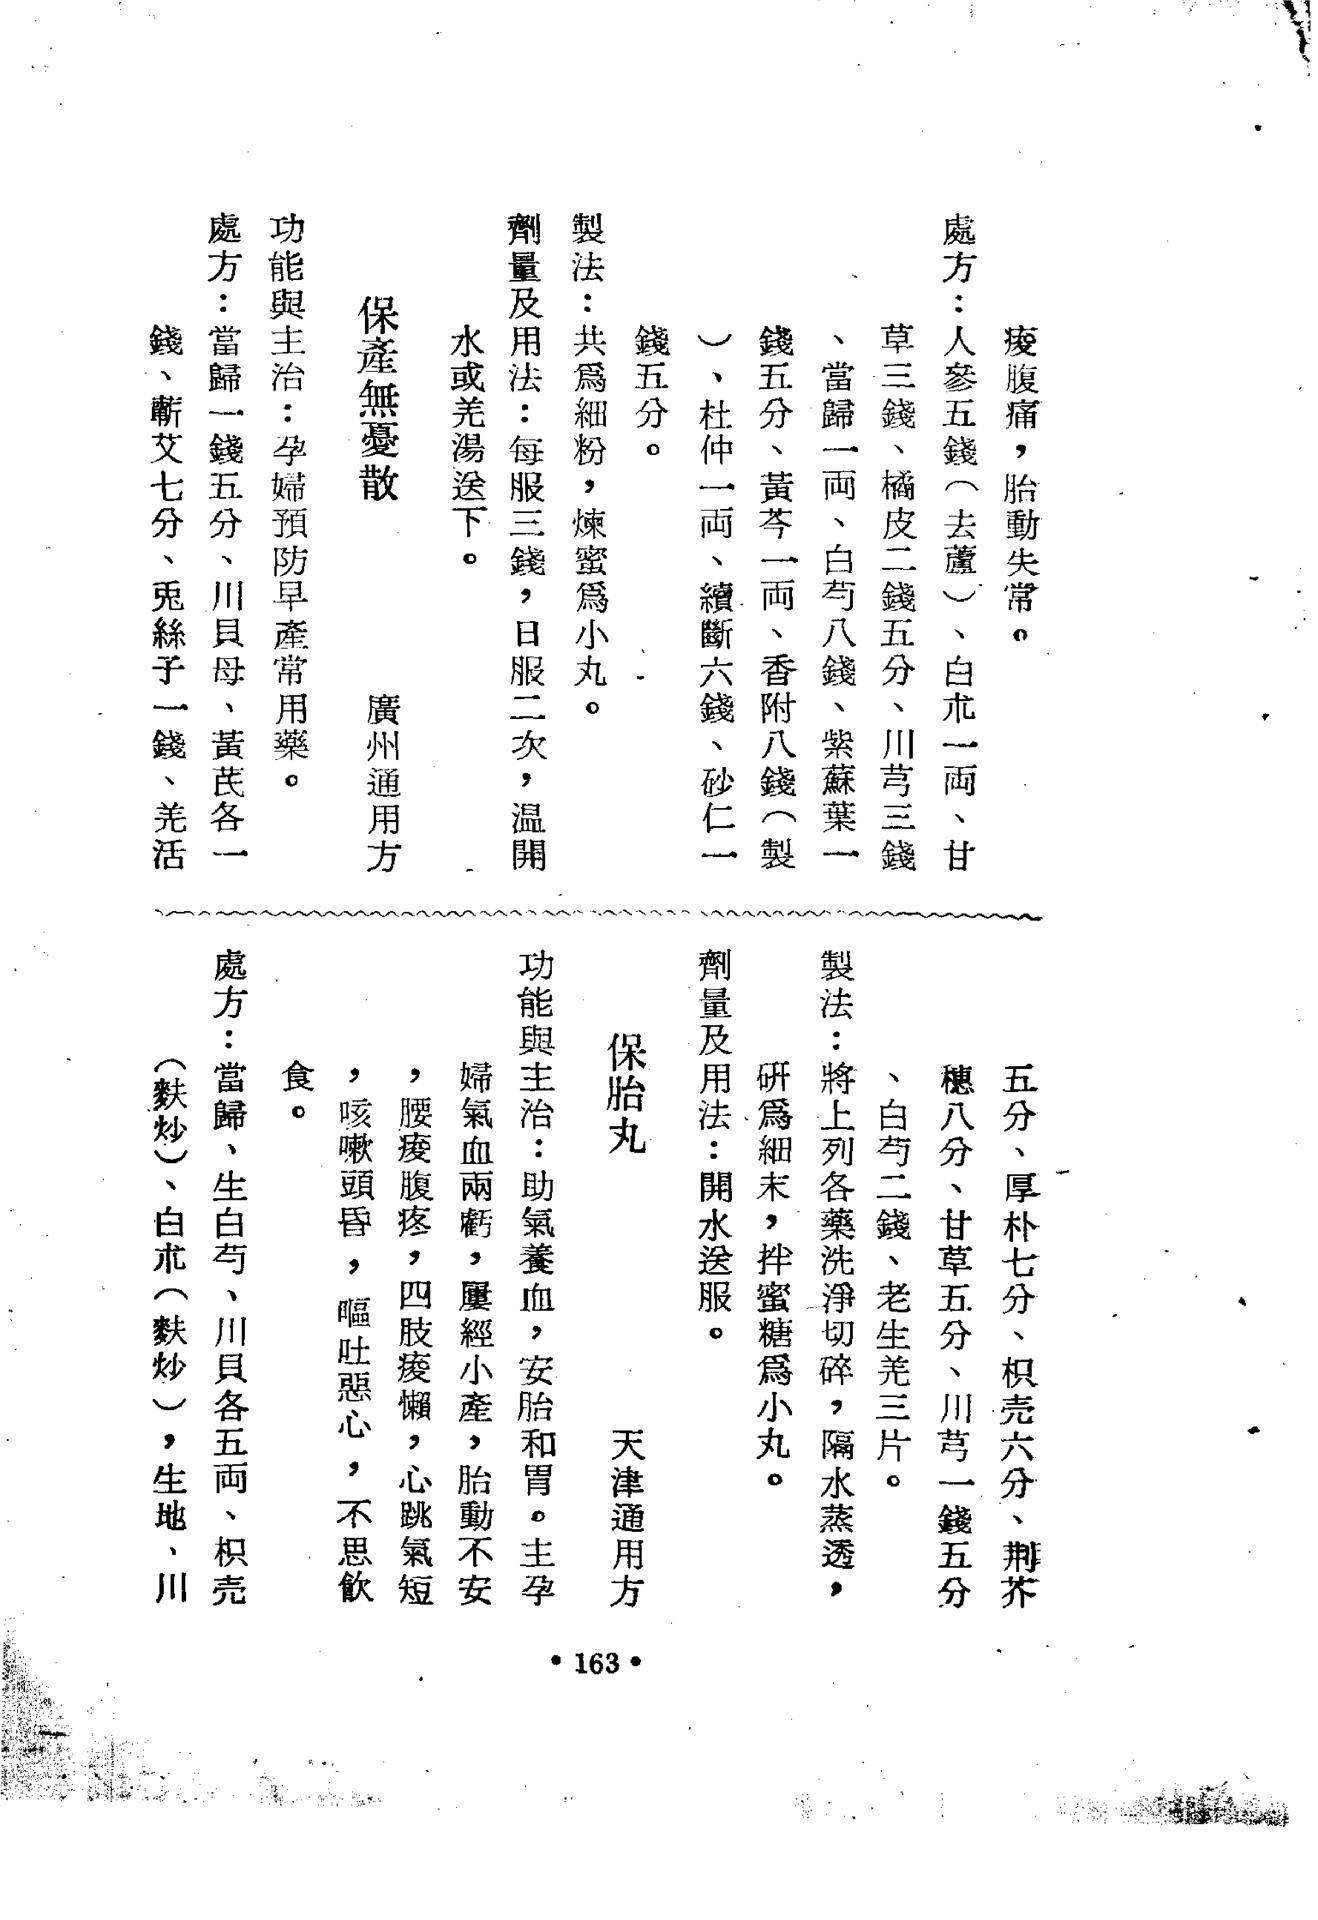 痠腹痛，胎動失常。
處方：人參五錢（去蘆）、白朮一両、甘
草三錢、橘皮二錢五分、川芎三錢
、當歸一両、白芍八錢、紫蘇葉一
錢五分、黃芩一両、香附八錢（製
）、杜仲一両、續斷六錢、砂仁一
錢五分。
製法：共爲細粉，煉蜜爲小丸。
劑量及用法：每服三錢，日服二次，温開
水或羌湯送下。
保產無憂散　廣州通用方
功能與主治：孕婦預防早產常用藥。
處方：當歸一錢五分、川貝母、黃芪各一
錢、蘄艾七分、兎絲子一錢、羌活
五分、厚朴七分、枳壳六分、荆芥
穗八分、甘草五分、川芎一錢五分
、白芍二錢、老生羌三片。
製法：將上列各藥洗淨切碎，隔水蒸透，
研爲細末，拌蜜糖爲小丸。
劑量及用法：開水送服。
保胎丸　天津通用方
功能與主治：助氣養血，安胎和胃。主孕
婦氣血兩虧，屢經小產，胎動不安
，腰痠腹疼，四肢痠懶，心跳氣短
，咳嗽頭昏，嘔吐惡心，不思飲
食。
處方：當歸、生白芍、川貝各五両、枳壳
（麩炒）、白朮（麩炒），生地、川
• 163 •